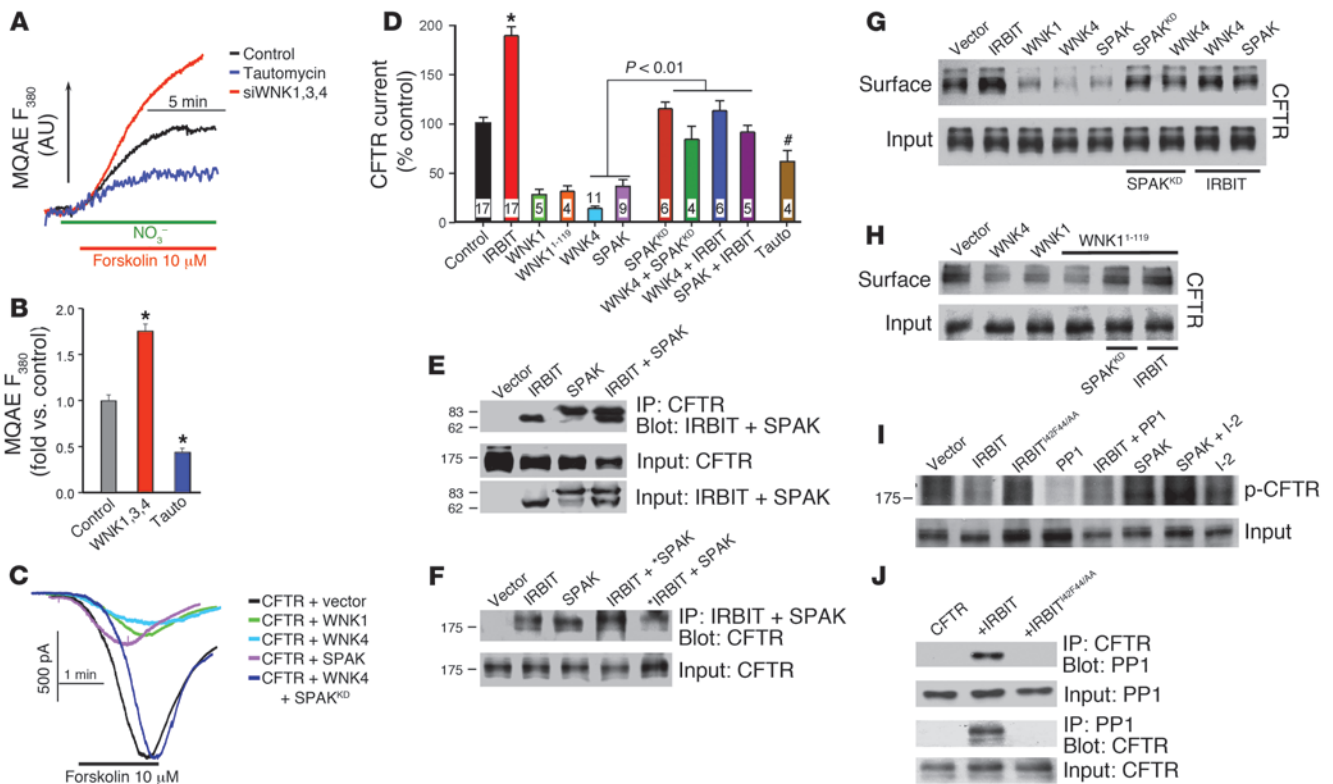 A
Control
Tautomycin
siWNK1,3,4
5 min
MQAE F380
(AU)
NO3−
Forskolin 10 μM
B
MQAE F380
(fold vs. control)
2.0
1.5
1.0
0.5
0.0
*
*
Control
WNK1,3,4
Tauto
C
CFTR + vector
CFTR + WNK1
CFTR + WNK4
CFTR + SPAK
CFTR + WNK4
+ SPAKKD
500 pA
1 min
Forskolin 10 μM
D
CFTR current
(% control)
200
150
100
50
0
*
P < 0.01
#
17
17
5
4
11
9
6
4
6
5
4
Control
IRBIT
WNK1
WNK11-119
WNK4
SPAK
SPAKKD
WNK4 + SPAKKD
WNK4 + IRBIT
SPAK + IRBIT
Tauto
E
Vector
IRBIT
SPAK
IRBIT + SPAK
83
62
IP: CFTR
Blot: IRBIT + SPAK
175
Input: CFTR
83
62
Input: IRBIT + SPAK
F
Vector
IRBIT
SPAK
IRBIT + *SPAK
*IRBIT + SPAK
175
IP: IRBIT + SPAK
Blot: CFTR
175
Input: CFTR
G
Vector
IRBIT
WNK1
WNK4
SPAK
SPAKKD
WNK4
WNK4
SPAK
Surface
Input
CFTR
SPAKKD
IRBIT
H
Vector
WNK4
WNK1
WNK11-119
Surface
Input
CFTR
SPAKKD
IRBIT
I
Vector
IRBIT
IRBITI42F44/AA
PP1
IRBIT + PP1
SPAK
SPAK + I-2
I-2
175
p-CFTR
Input
J
CFTR
+IRBIT
+IRBITI42F44/AA
IP: CFTR
Blot: PP1
Input: PP1
IP: PP1
Blot: CFTR
Input: CFTR